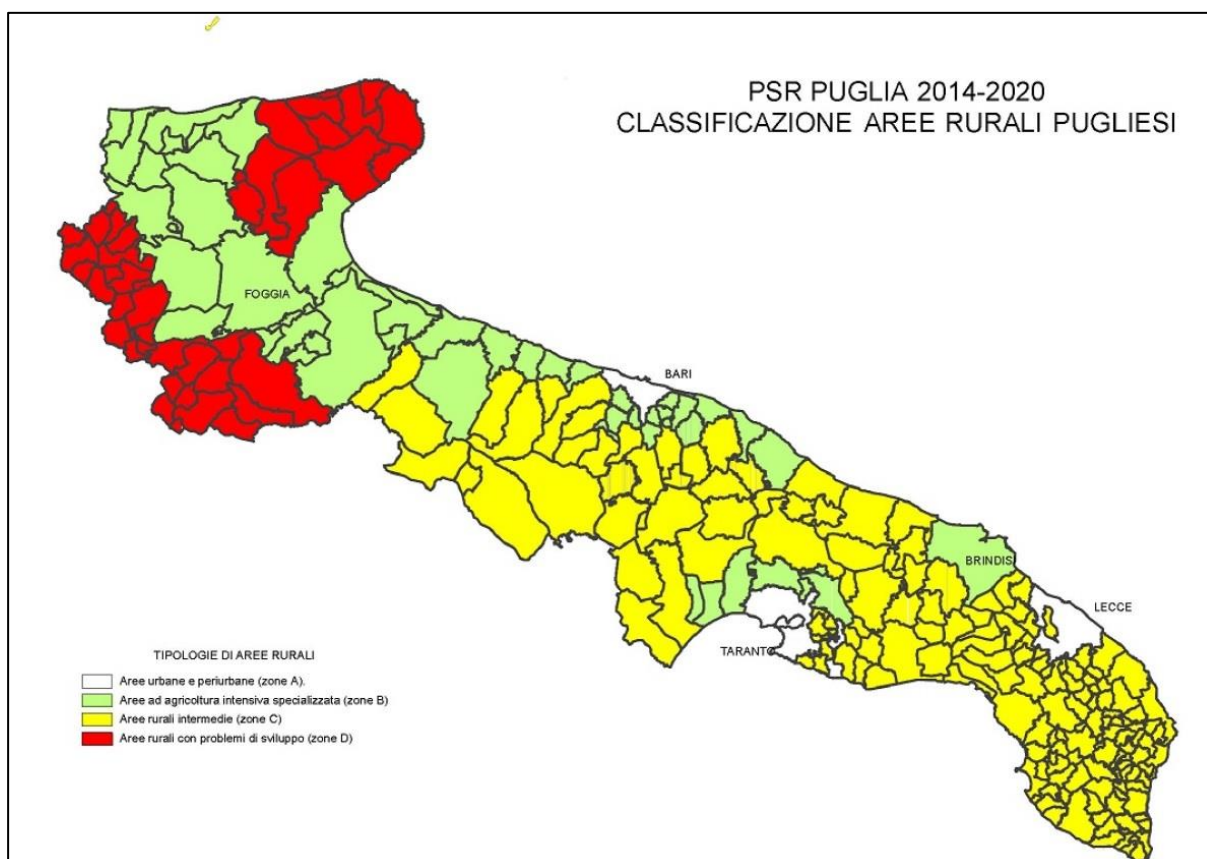 PSR PUGLIA 2014-2020
CLASSIFICAZIONE AREE RURALI PUGLIESI
FOGGIA
BARI
BRINDISI
LECCE
TARANTO
TIPOLOGIE DI AREE RURALI
Aree urbane e periurbane (zone A).
Aree ad agricoltura intensiva specializzata (zone B)
Aree rurali intermedie (zone C)
Aree rurali con problemi di sviluppo (zone D)